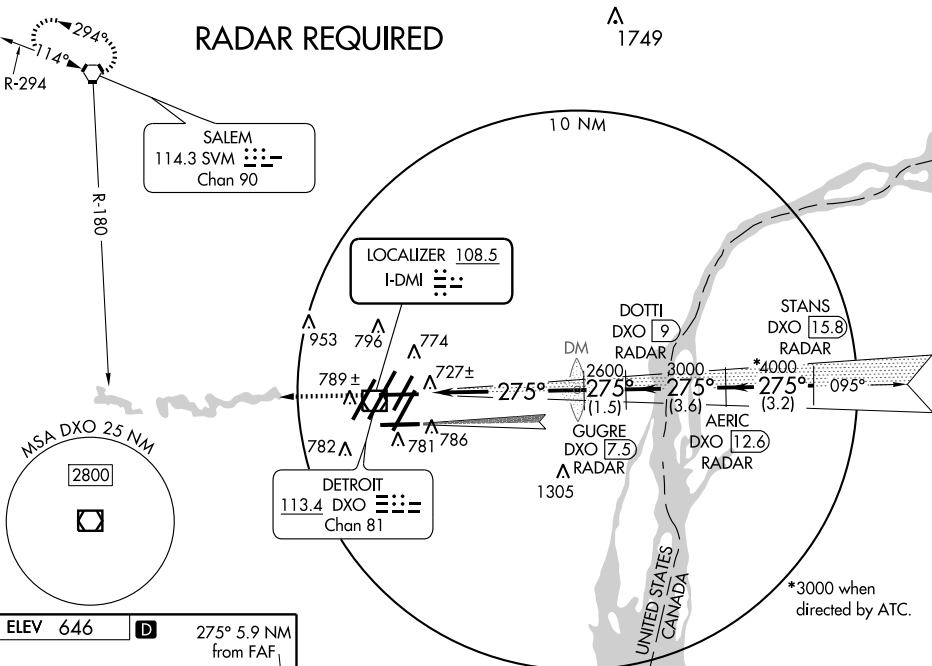 RADAR REQUIRED
1749
294°
114°
R-294
SALEM
114.3 SVM
Chan 90
10 NM
R-180
LOCALIZER 108.5
I-DMI
DOTTI
DXO 9
RADAR
STANS
DXO 15.8
RADAR
953
796
774
DM
789 ±
727±
2600
3000
*4000
275°
275°
275°
275°
095°
(1.5)
(3.6)
(3.2)
782
781
786
GUGRE
DXO 7.5
RADAR
AERIC
DXO 12.6
RADAR
1305
MSA DXO 25 NM
2800
DETROIT
113.4 DXO
Chan 81
UNITED STATES
CANADA
*3000 when
directed by ATC.
ELEV 646
D
275° 5.9 NM
from FAF